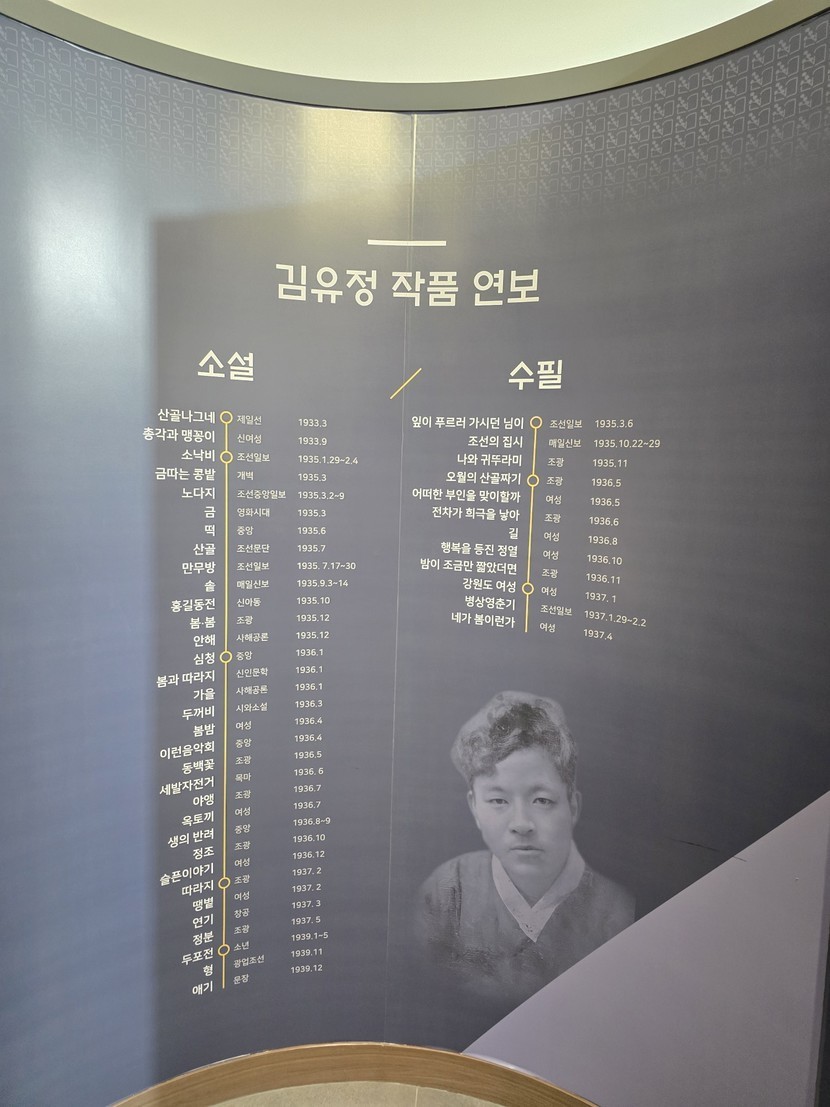 김유정 작품 연보
소설
산골나그네 제일선 1933.3
총각과 맹꽁이 신여성 1933.9
소낙비 조선일보 1935.1.29~2.4
금따는 콩밭 개벽 1935.3
노다지 조선중앙일보 1935.3.2~9
금 영화시대 1935.3
떡 중앙 1935.6
산골 조선문단 1935.7
만무방 조선일보 1935. 7.17~30
솥 매일신보 1935.9.3~14
홍길동전 신아동 1935.10
봄·봄 조광 1935.12
안해 사해공론 1935.12
심청 중앙 1936.1
봄과 따라지 신인문학 1936.1
가을 사해공론 1936.1
두꺼비 시와소설 1936.3
봄밤 여성 1936.4
이런음악회 중앙 1936.4
동백꽃 조광 1936.5
세발자전거 목마 1936. 6
야앵 조광 1936.7
옥토끼 여성 1936.7
생의 반려 중앙 1936.8~9
정조 조광 1936.10
슬픈이야기 여성 1936.12
따라지 조광 1937. 2
땡볕 여성 1937. 2
연기 창공 1937. 3
정분 조광 1937. 5
두포전 소년 1939.1~5
형 광업조선 1939.11
애기 문장 1939.12
수필
잎이 푸르러 가시던 님이 조선일보 1935.3.6
조선의 집시 매일신보 1935.10.22~29
나와 귀뚜라미 조광 1935.11
오월의 산골짜기 조광 1936.5
어떠한 부인을 맞이할까 여성 1936.5
전차가 희극을 낳아 조광 1936.6
길 여성 1936.8
행복을 등진 정열 여성 1936.10
밤이 조금만 짧았더면 조광 1936.11
강원도 여성 여성 1937. 1
병상영춘기 조선일보 1937.1.29~2.2
네가 봄이런가 여성 1937.4